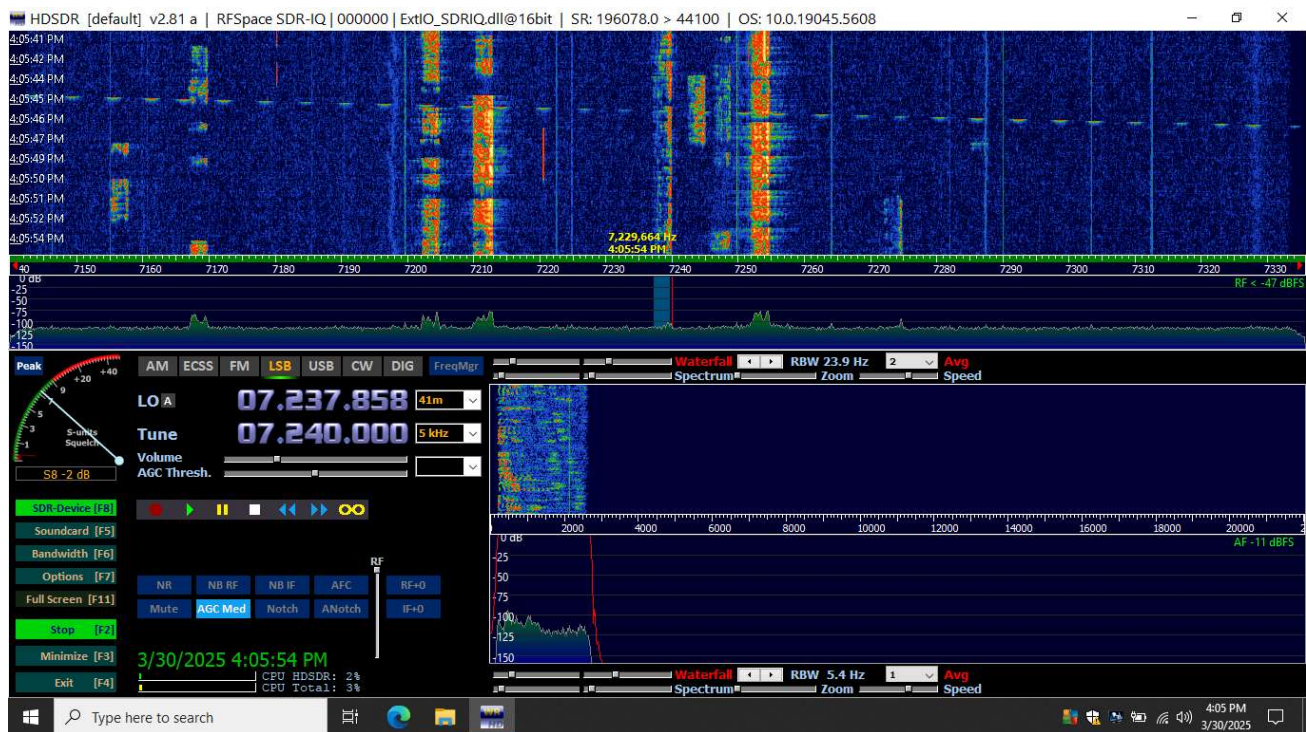 HDSDR [default] v2.81 a | RFSpace SDR-IQ | 000000 | ExtIO_SDRIQ.dll@16bit | SR: 196078.0 > 44100 | OS: 10.0.19045.5608
4:05:41 PM
4:05:42 PM
4:05:44 PM
4:05:45 PM
4:05:46 PM
4:05:47 PM
4:05:49 PM
4:05:50 PM
4:05:51 PM
4:05:52 PM
4:05:54 PM
7,229,664 Hz
4:05:54 PM
40 7150 7160 7170 7180 7190 7200 7210 7220 7230 7240 7250 7260 7270 7280 7290 7300 7310 7320 7330
0 dB RF < -47 dBFS
-25
-50
-75
-100
-125
-150
Peak +20 +40
9
5
3
1
S-units
Squelch
S8 -2 dB
AM ECSS FM LSB USB CW DIG FreqMgr
LO A 07.237.858 41m
Tune 07.240.000 5 kHz
Volume
AGC Thresh.
Waterfall RBW 23.9 Hz 2 Avg
Spectrum Zoom Speed
SDR-Device [F8]
Soundcard [F5]
Bandwidth [F6]
Options [F7]
Full Screen [F11]
Stop [F2]
Minimize [F3]
Exit [F4]
RF
NR NB RF NB IF AFC RF+0
Mute AGC Med Notch ANotch IF+0
3/30/2025 4:05:54 PM
CPU HDSDR: 2%
CPU Total: 3%
2000 4000 6000 8000 10000 12000 14000 16000 18000 20000
0 dB AF -11 dBFS
-25
-50
-75
-100
-125
-150
Waterfall RBW 5.4 Hz 1 Avg
Spectrum Zoom Speed
Type here to search
4:05 PM
3/30/2025